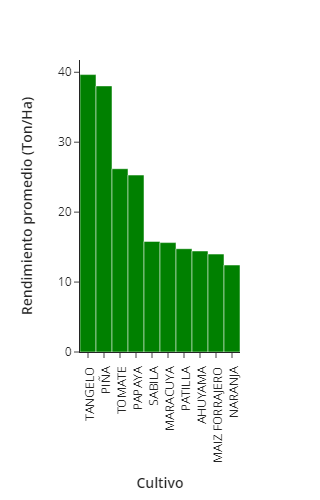 Rendimiento promedio (Ton/Ha)
40
30
20
10
0
TANGELO
PIÑA
TOMATE
PAPAYA
SABILA
MARACUYA
PATILLA
AHUYAMA
MAIZ FORRAJERO
NARANJA
Cultivo